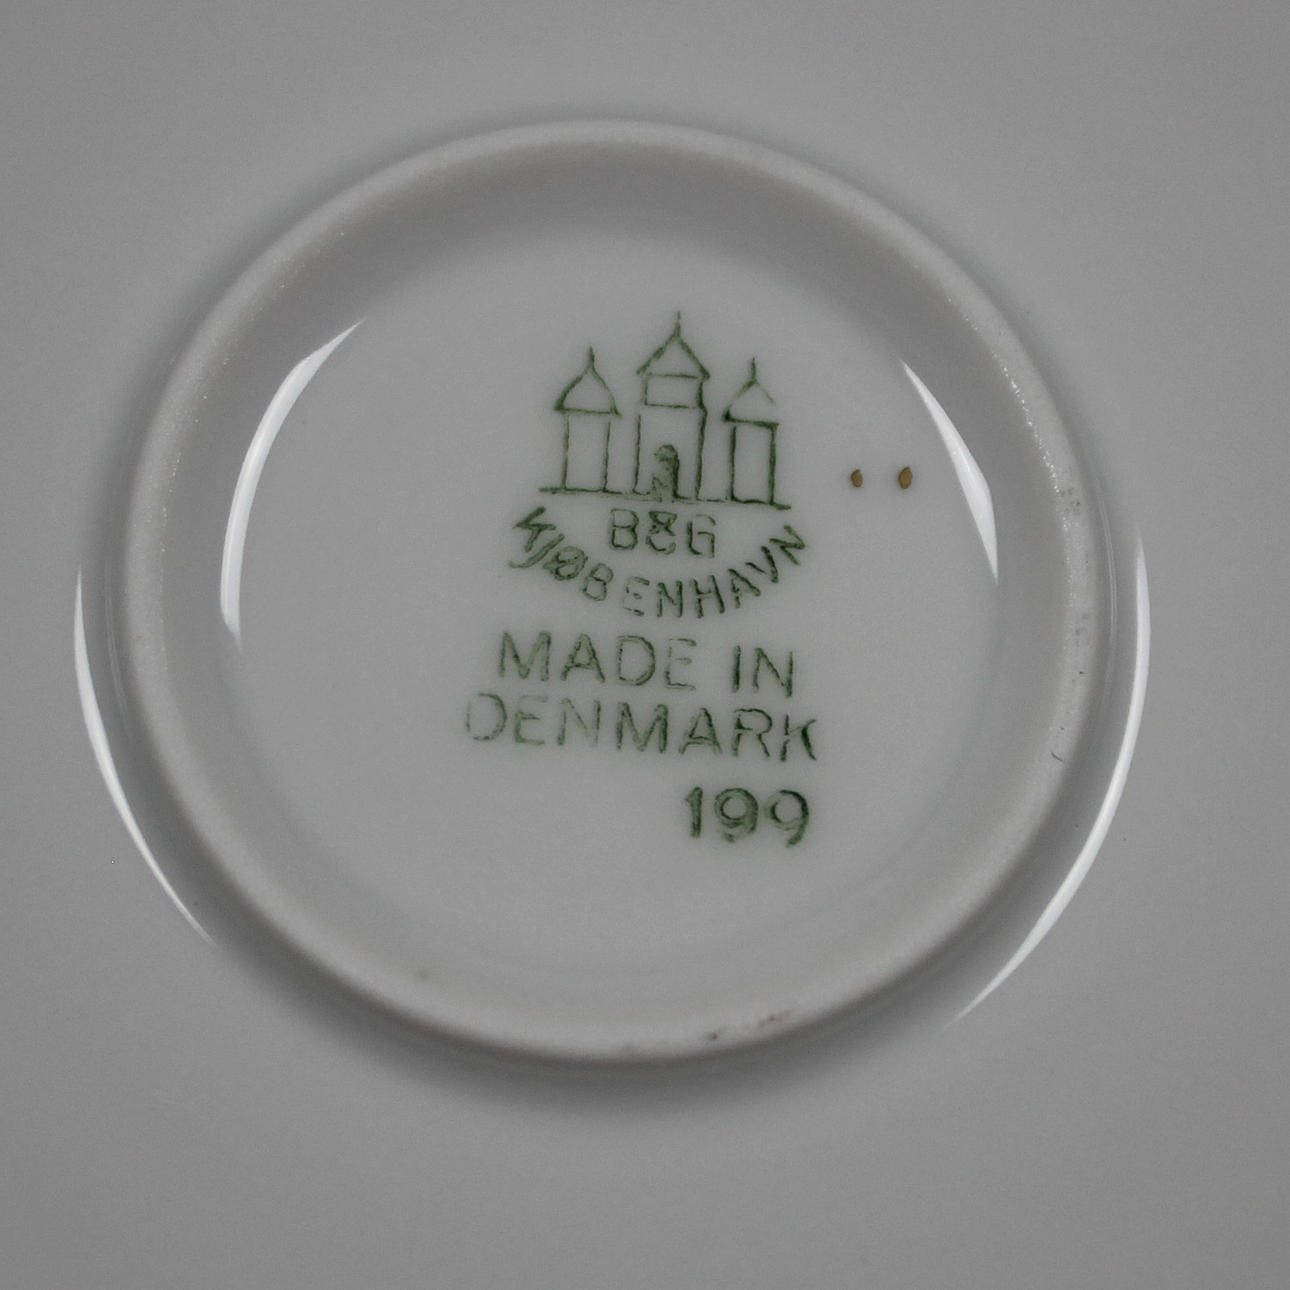 B&G
KJØBENHAVN
MADE IN
DENMARK
199